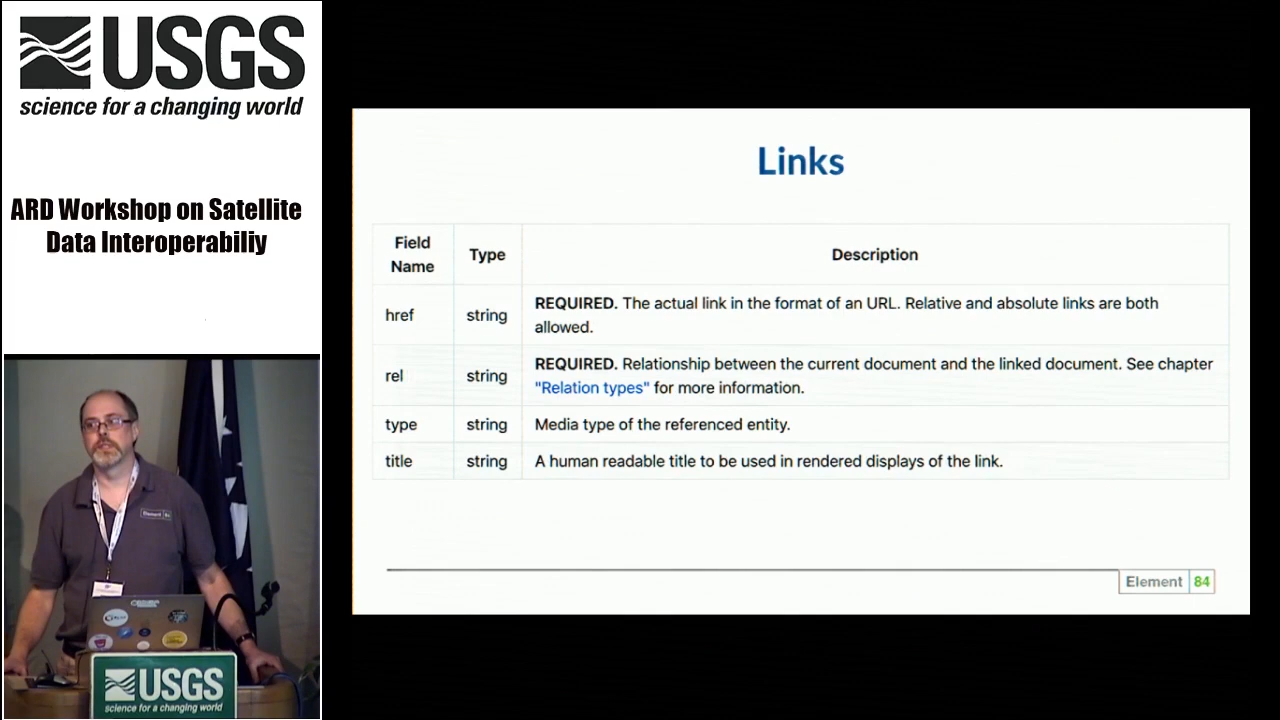 USGS
science for a changing world
ARD Workshop on Satellite
Data Interoperabiliy
Links
Field Name Type Description
href string REQUIRED. The actual link in the format of an URL. Relative and absolute links are both
allowed.
rel string REQUIRED. Relationship between the current document and the linked document. See chapter
"Relation types" for more information.
type string Media type of the referenced entity.
title string A human readable title to be used in rendered displays of the link.
Element 84
Element 84
USGS
science for a changing world